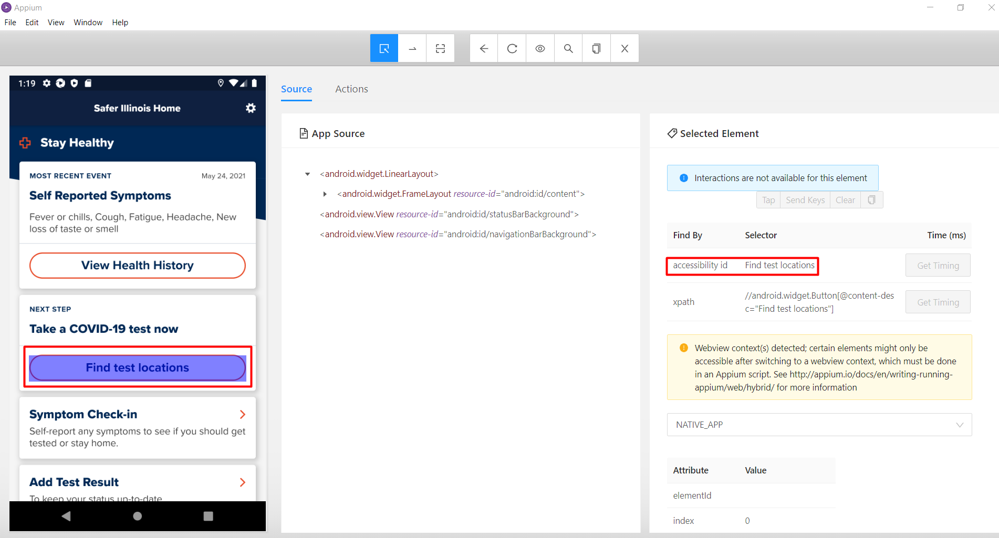 Appium
File Edit View Window Help
1:19
Safer Illinois Home
Stay Healthy
MOST RECENT EVENT May 24, 2021
Self Reported Symptoms
Fever or chills, Cough, Fatigue, Headache, New
loss of taste or smell
View Health History
NEXT STEP
Take a COVID-19 test now
Find test locations
Symptom Check-in
Self-report any symptoms to see if you should get
tested or stay home.
Add Test Result
To keep your status up-to-date
Source Actions
App Source
<android.widget.LinearLayout>
<android.widget.FrameLayout resource-id="android:id/content">
<android.view.View resource-id="android:id/statusBarBackground">
<android.view.View resource-id="android:id/navigationBarBackground">
Selected Element
Interactions are not available for this element
Tap Send Keys Clear
Find By Selector Time (ms)
accessibility id Find test locations Get Timing
xpath //android.widget.Button[@content-des
c="Find test locations"] Get Timing
Webview context(s) detected; certain elements might only be
accessible after switching to a webview context, which must be done
in an Appium script. See http://appium.io/docs/en/writing-running-
appium/web/hybrid/ for more information
NATIVE_APP
Attribute Value
elementId
index 0